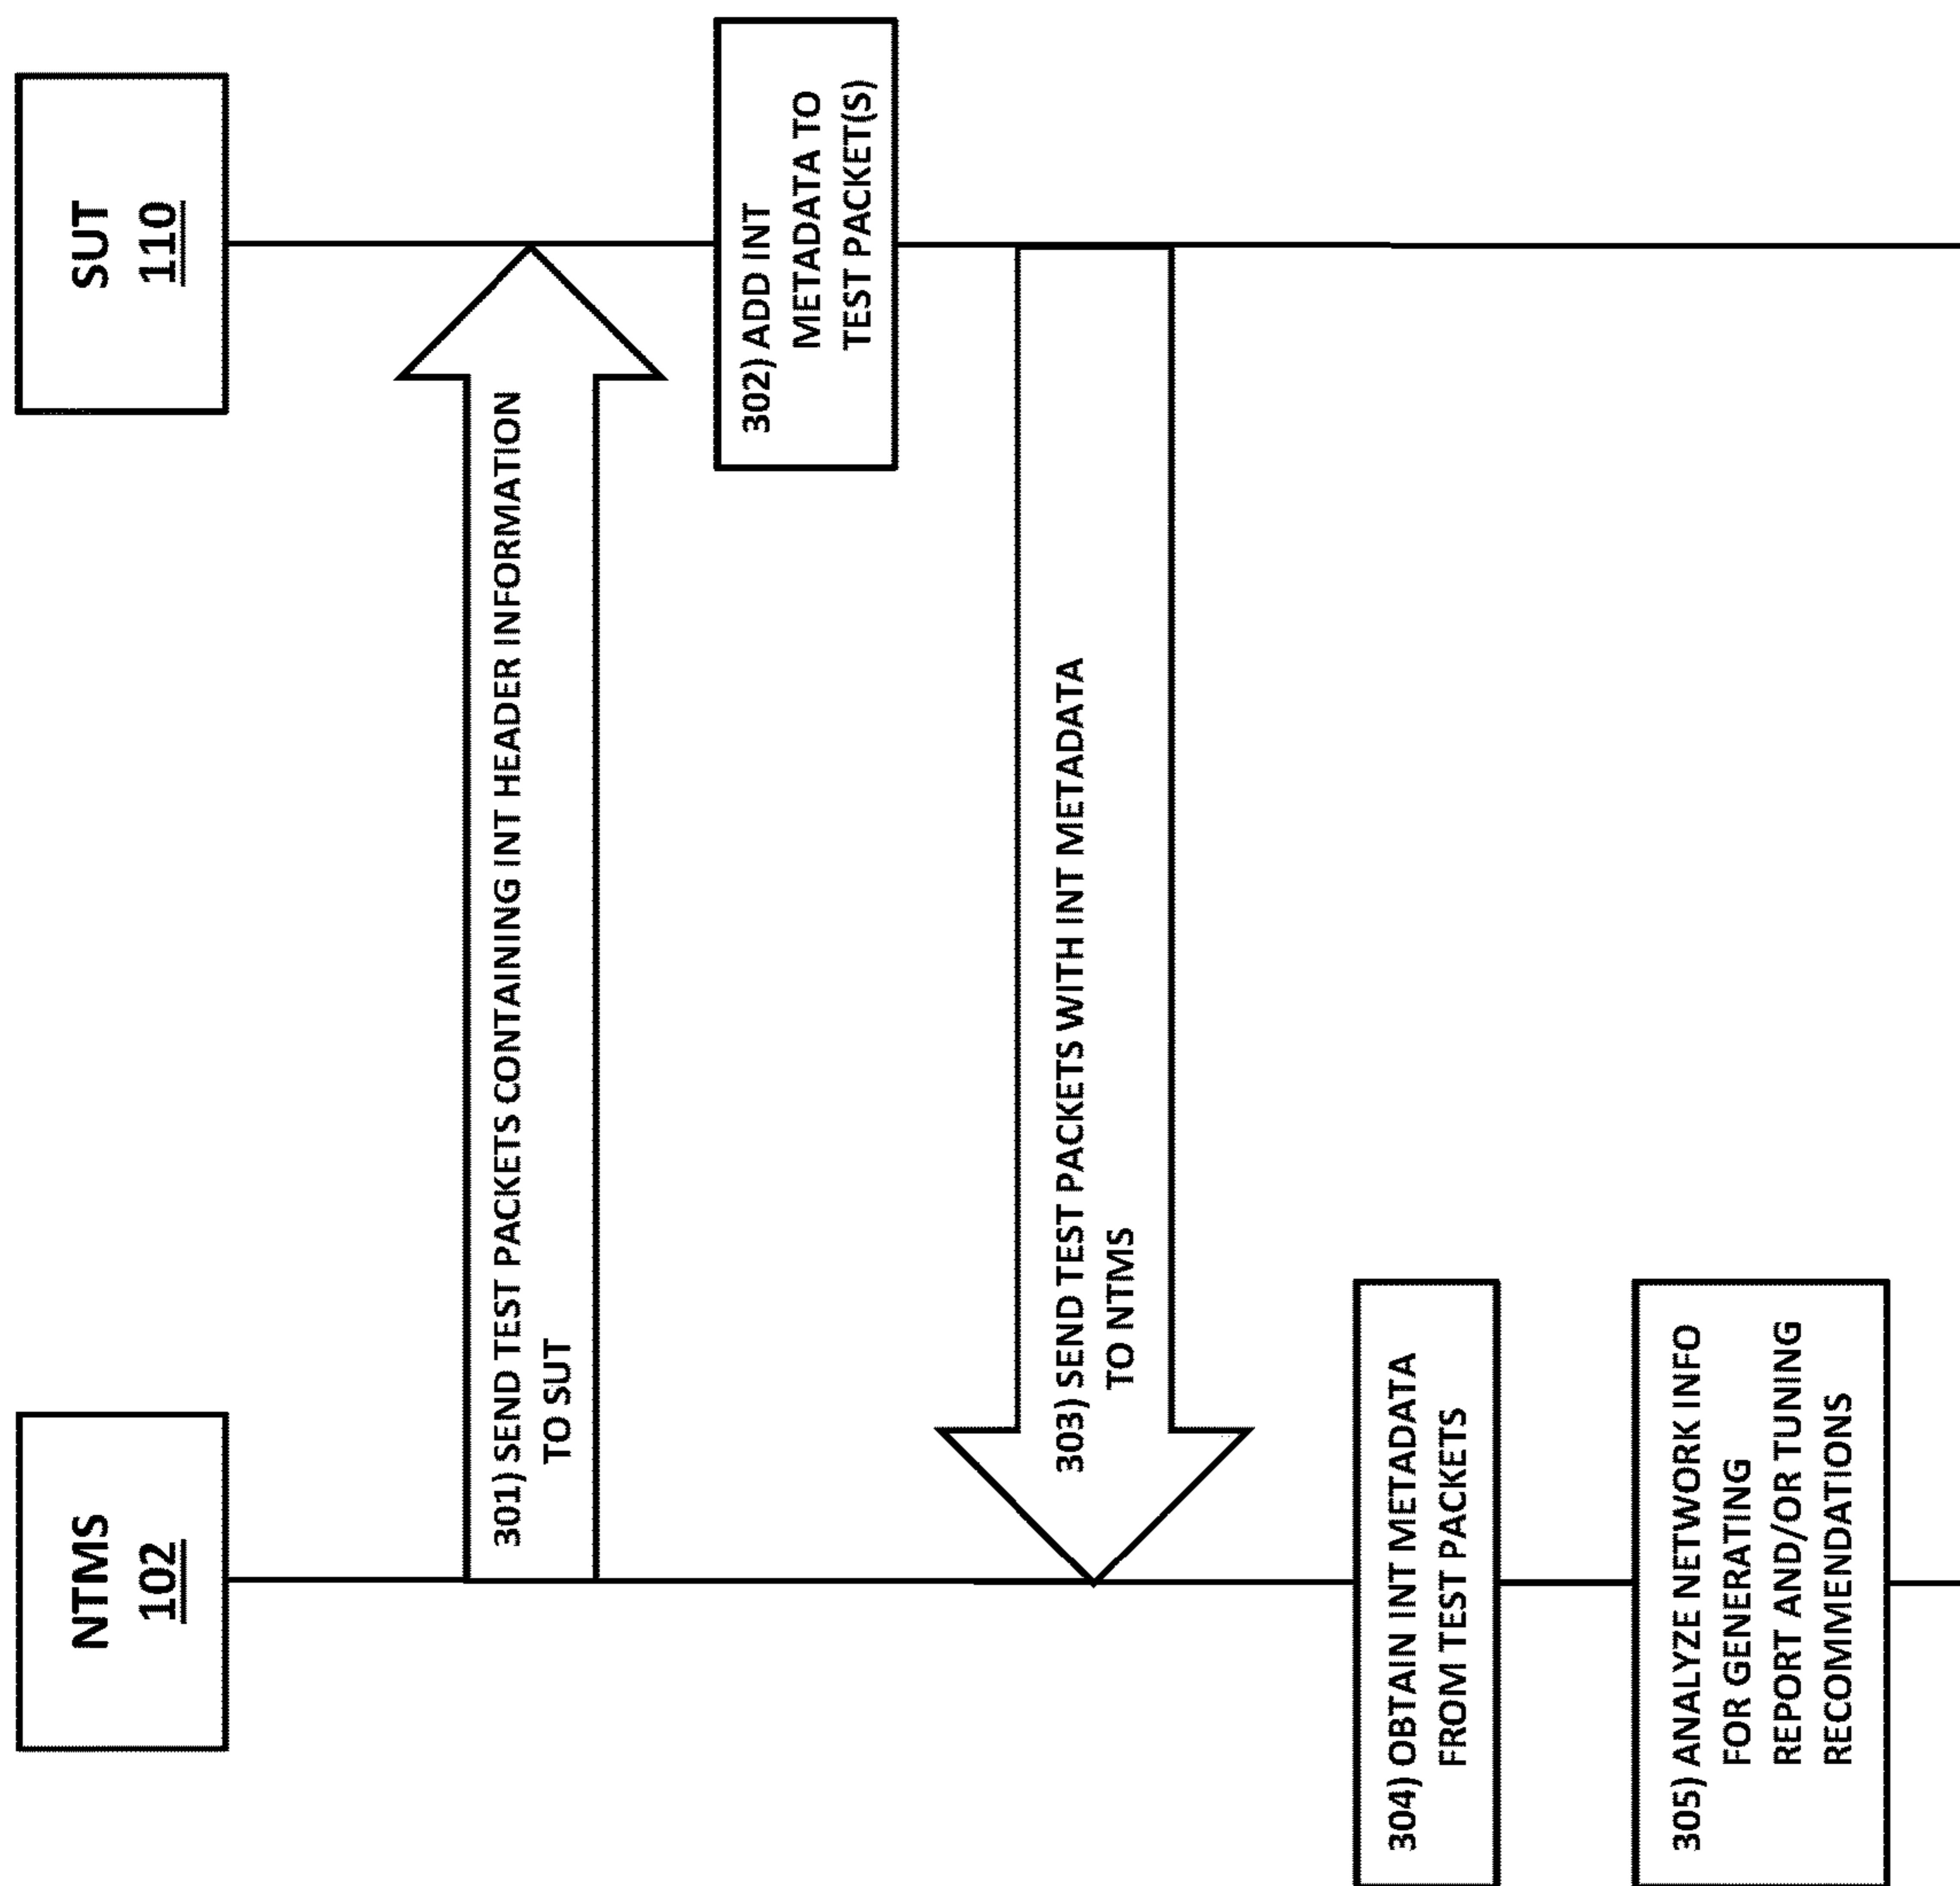 NTMS
102
SUT
110
301) SEND TEST PACKETS CONTAINING INT HEADER INFORMATION
TO SUT
302) ADD INT
METADATA TO
TEST PACKET(S)
303) SEND TEST PACKETS WITH INT METADATA
TO NTMS
304) OBTAIN INT METADATA
FROM TEST PACKETS
305) ANALYZE NETWORK INFO
FOR GENERATING
REPORT AND/OR TUNING
RECOMMENDATIONS